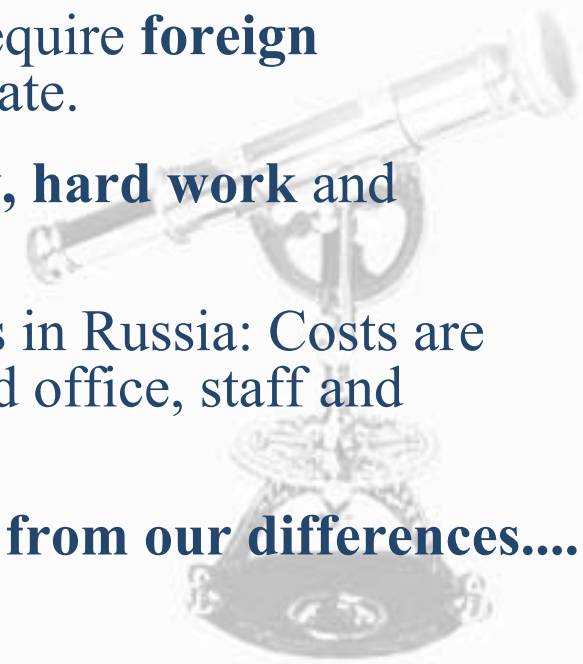 equire foreign
ate.
, hard work and
s in Russia: Costs are
d office, staff and
from our differences....